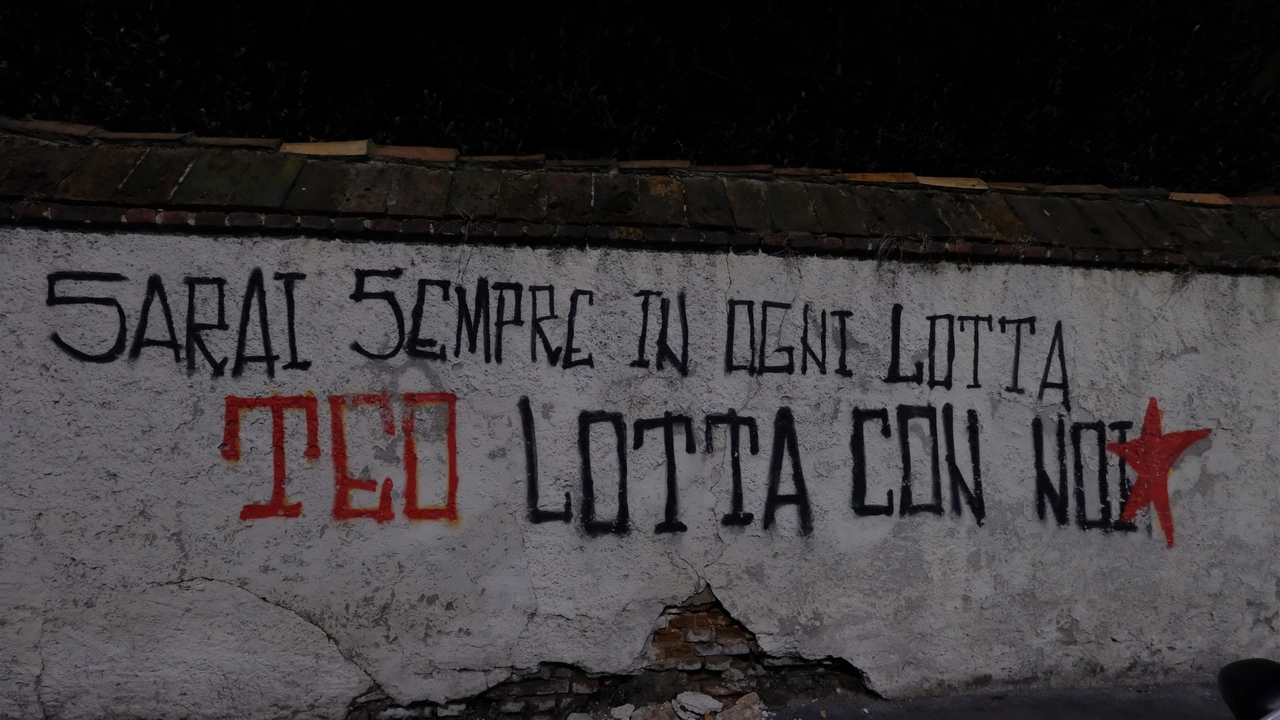 SARAI SEMPRE IN OGNI LOTTA
TEO LOTTA CON NOI